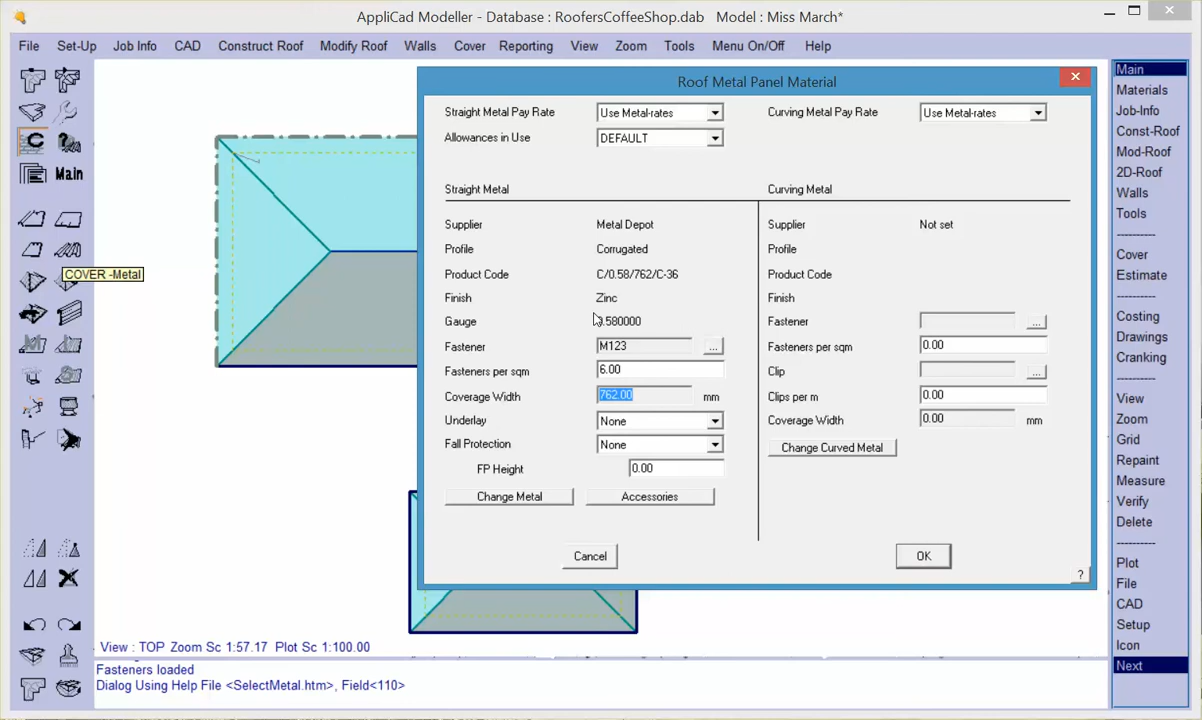 AppliCad Modeller - Database : RoofersCoffeeShop.dab Model : Miss March*
File Set-Up Job Info CAD Construct Roof Modify Roof Walls Cover Reporting View Zoom Tools Menu On/Off Help
Main
COVER -Metal
Roof Metal Panel Material
Straight Metal Pay Rate Use Metal-rates Curving Metal Pay Rate Use Metal-rates
Allowances in Use DEFAULT
Straight Metal Curving Metal
Supplier Metal Depot Supplier Not set
Profile Corrugated Profile
Product Code C/0.58/762/C-36 Product Code
Finish Zinc Finish
Gauge 0.580000 Fastener ...
Fastener M123 ... Fasteners per sqm 0.00
Fasteners per sqm 6.00 Clip ...
Coverage Width 762.00 mm Clips per m 0.00
Underlay None Coverage Width 0.00 mm
Fall Protection None Change Curved Metal
FP Height 0.00
Change Metal Accessories
Cancel OK
?
Main
Materials
Job-Info
Const-Roof
Mod-Roof
2D-Roof
Walls
Tools
----------
Cover
Estimate
----------
Costing
Drawings
Cranking
----------
View
Zoom
Grid
Repaint
Measure
Verify
Delete
----------
Plot
File
CAD
Setup
Icon
Next
View : TOP Zoom Sc 1:57.17 Plot Sc 1:100.00
Fasteners loaded
Dialog Using Help File <SelectMetal.htm>, Field<110>